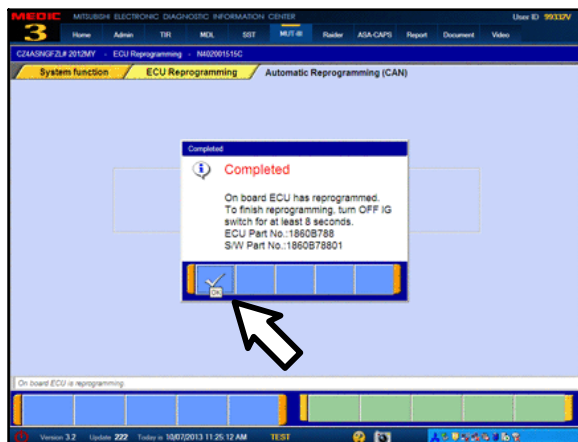 MEDIC MITSUBISHI ELECTRONIC DIAGNOSTIC INFORMATION CENTER User ID 99332V
3 Home Admin TIR MDL SST MUT-III Raider ASA-CAPS Report Document Video
CZ4ASNGFZL# 2012MY - ECU Reprogramming - N402001515C
System function ECU Reprogramming Automatic Reprogramming (CAN)
Completed
Completed
On board ECU has reprogrammed.
To finish reprogramming, turn OFF IG
switch for at least 8 seconds.
ECU Part No.:1860B788
S/W Part No.:1860B78801
OK
On board ECU is reprogramming.
Version 3.2 Update 222 Today is 10/07/2013 11:25:12 AM TEST